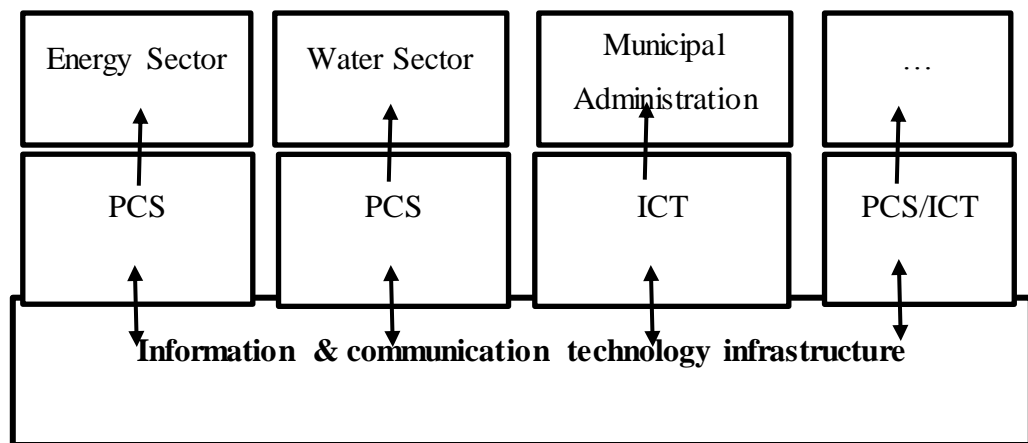 Energy Sector
Water Sector
Municipal
Administration
…
PCS
PCS
ICT
PCS/ICT
Information & communication technology infrastructure